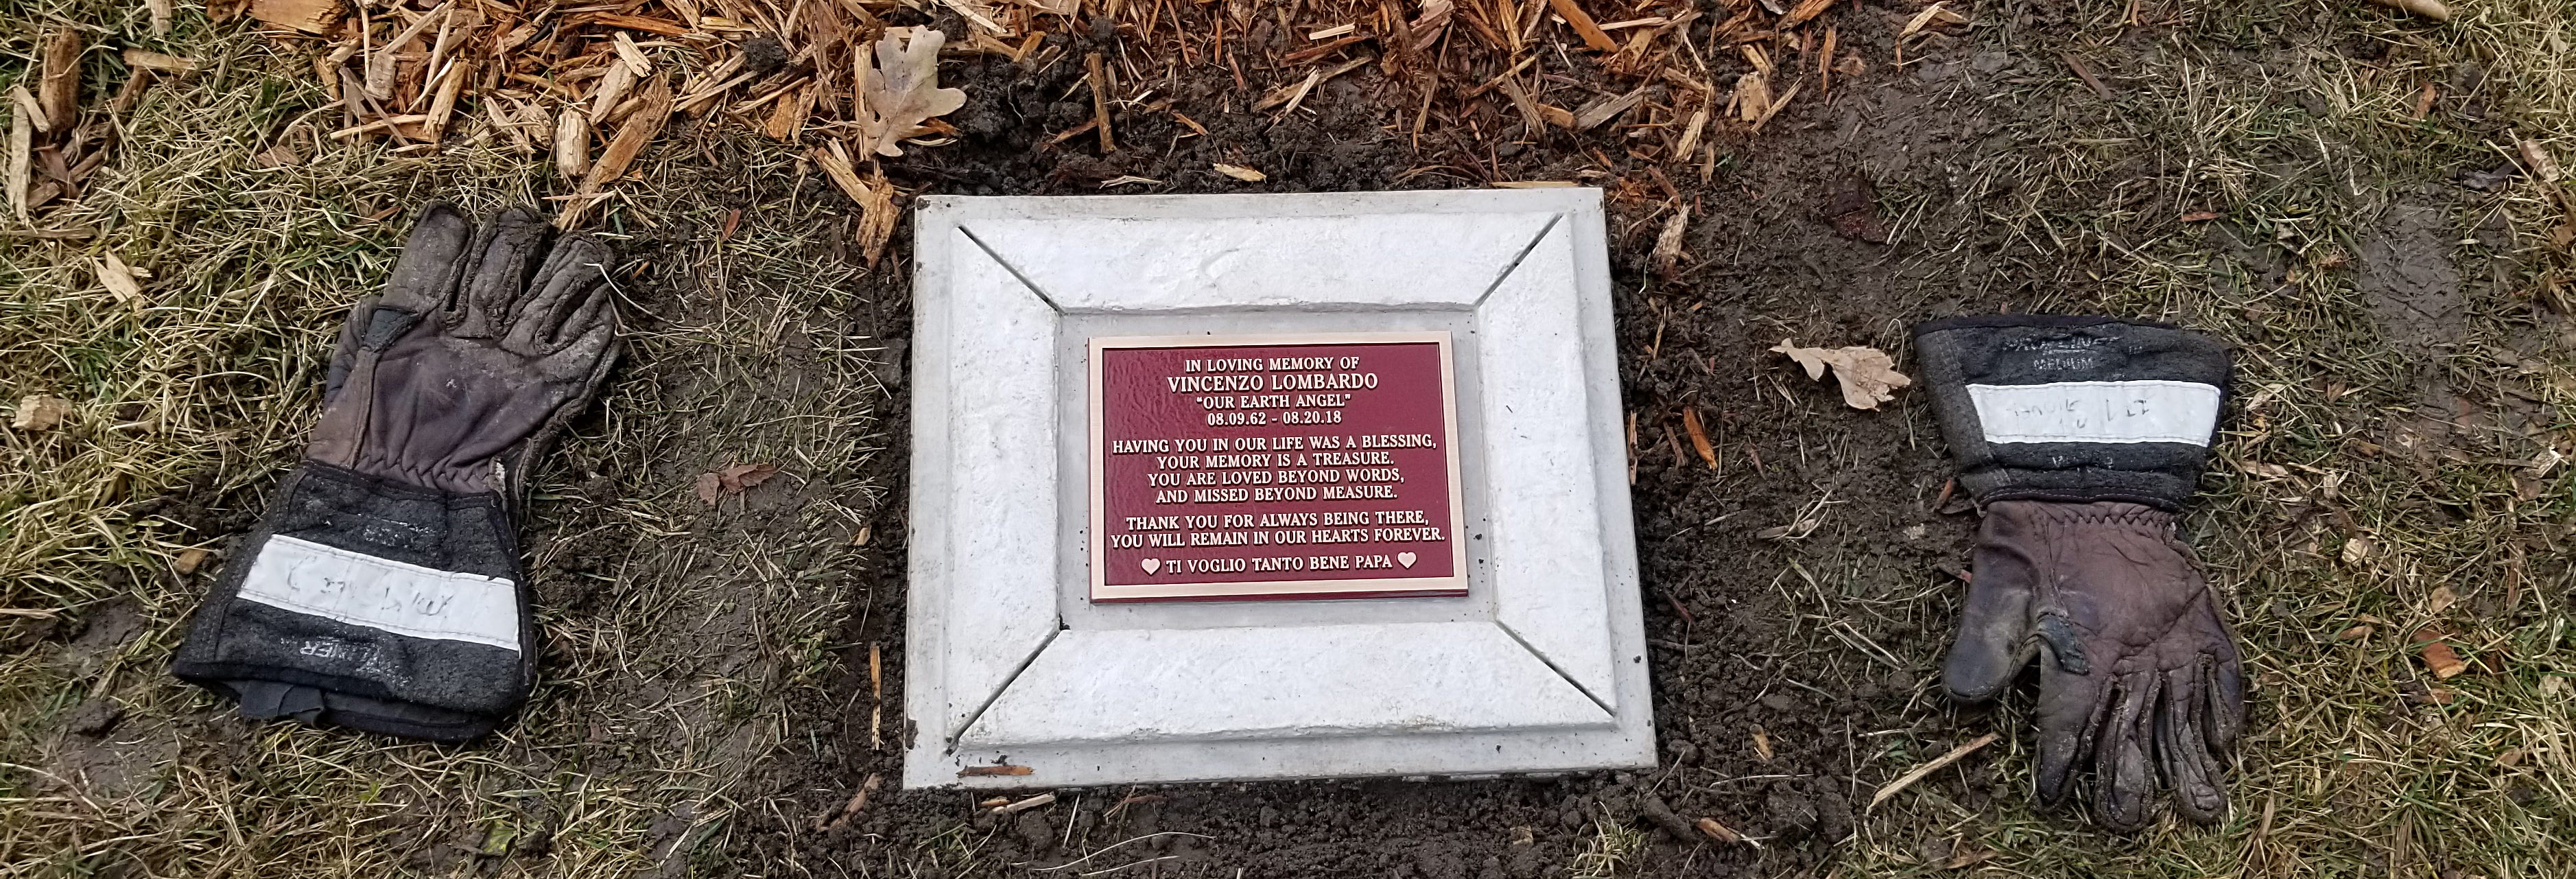 IN LOVING MEMORY OF
VINCENZO LOMBARDO
"OUR EARTH ANGEL"
08.09.62 - 08.20.18
HAVING YOU IN OUR LIFE WAS A BLESSING,
YOUR MEMORY IS A TREASURE.
YOU ARE LOVED BEYOND WORDS,
AND MISSED BEYOND MEASURE.
THANK YOU FOR ALWAYS BEING THERE,
YOU WILL REMAIN IN OUR HEARTS FOREVER.
♥ TI VOGLIO TANTO BENE PAPA ♥
MEDIUM